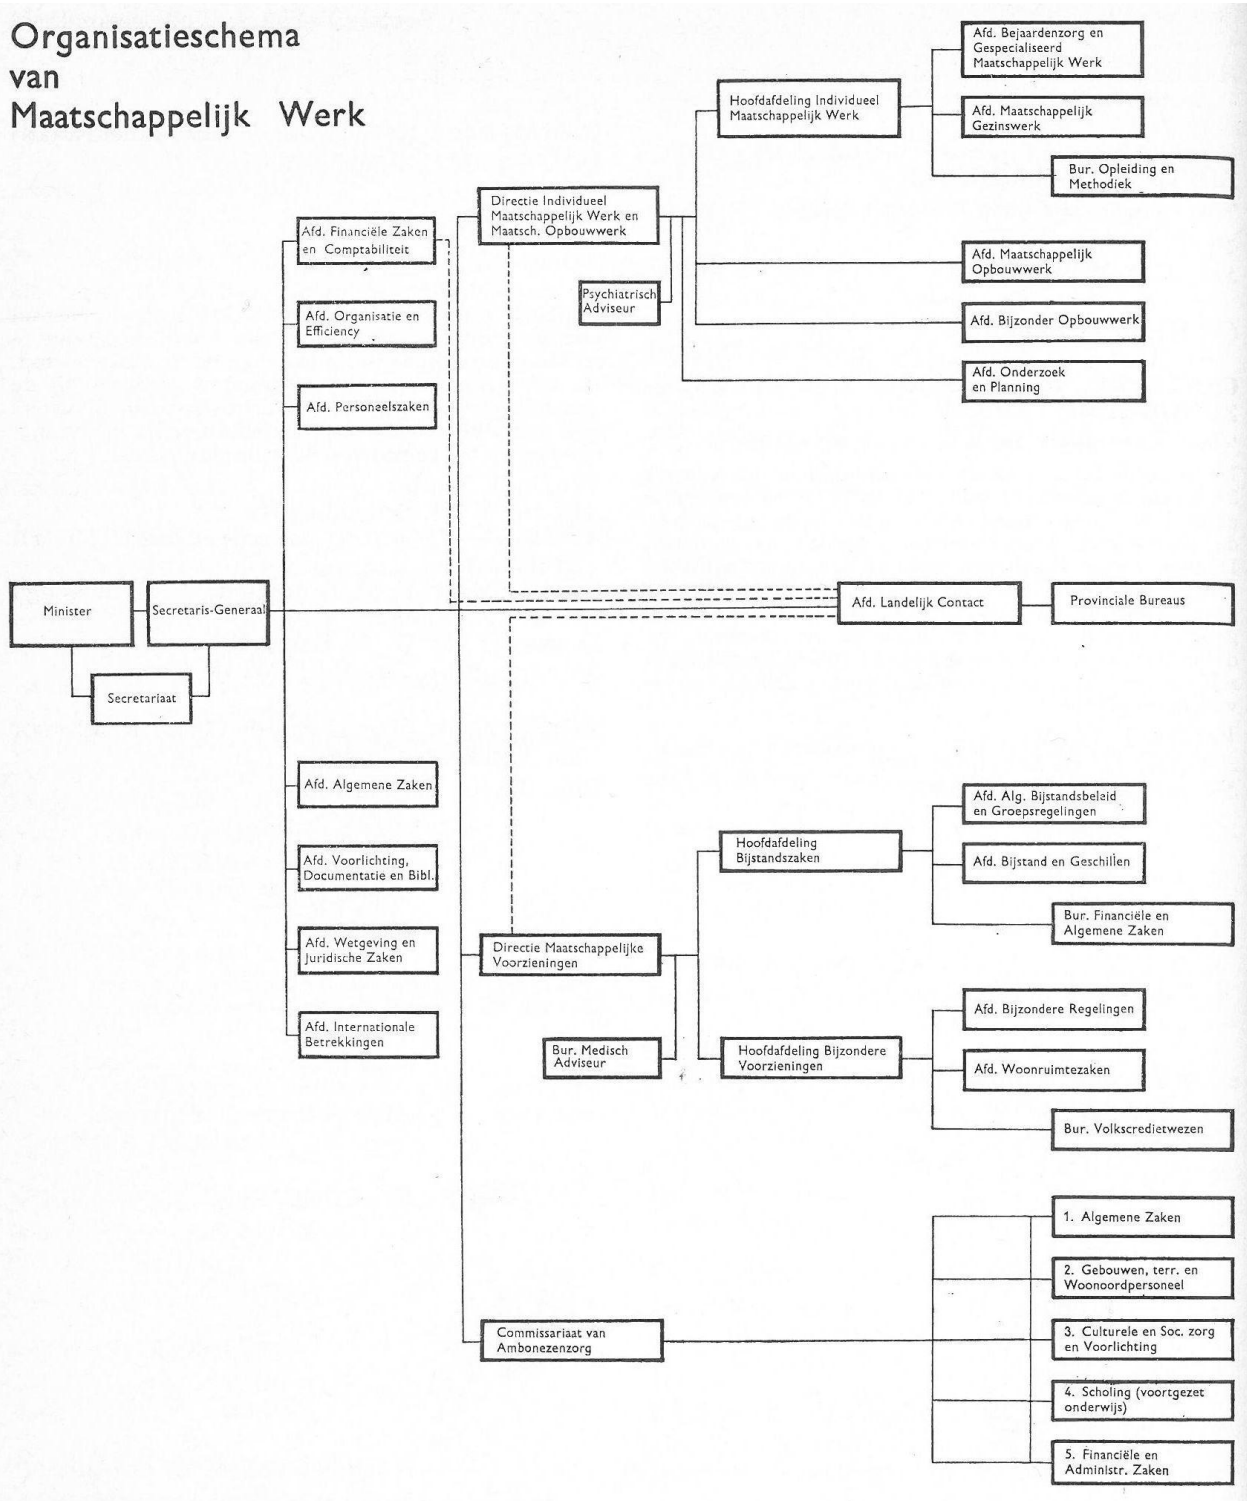 Organisatieschema
van
Maatschappelijk Werk
Afd. Bejaardenzorg en
Gespecialiseerd
Maatschappelijk Werk
Hoofdafdeling Individueel
Maatschappelijk Werk
Afd. Maatschappelijk
Gezinswerk
Bur. Opleiding en
Methodiek
Directie Individueel
Maatschappelijk Werk en
Maatsch. Opbouwwerk
Afd. Financiële Zaken
en Comptabiliteit
Afd. Maatschappelijk
Opbouwwerk
Psychiatrisch
Adviseur
Afd. Organisatie en
Efficiency
Afd. Bijzonder Opbouwwerk
Afd. Onderzoek
en Planning
Afd. Personeelszaken
Minister
Secretaris-Generaal
Afd. Landelijk Contact
Provinciale Bureaus
Secretariaat
Afd. Algemene Zaken
Afd. Alg. Bijstandsbeleid
en Groepsregelingen
Hoofdafdeling
Bijstandszaken
Afd. Voorlichting,
Documentatie en Bibl.
Afd. Bijstand en Geschillen
Bur. Financiële en
Algemene Zaken
Afd. Wetgeving en
Juridische Zaken
Directie Maatschappelijke
Voorzieningen
Afd. Bijzondere Regelingen
Afd. Internationale
Betrekkingen
Bur. Medisch
Adviseur
Hoofdafdeling Bijzondere
Voorzieningen
Afd. Woonruimtezaken
Bur. Volkscredietwezen
1. Algemene Zaken
2. Gebouwen, terr. en
Woonoordpersoneel
Commissariaat van
Ambonezenzorg
3. Culturele en Soc. zorg
en Voorlichting
4. Scholing (voortgezet
onderwijs)
5. Financiële en
Administr. Zaken